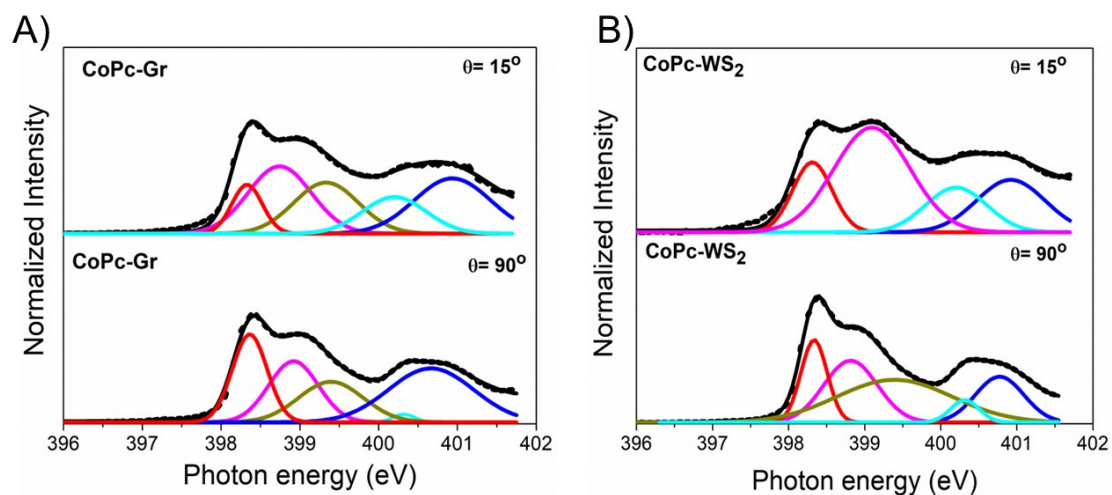 A)
CoPc-Gr θ= 15°
CoPc-Gr θ= 90°
Normalized Intensity
396 397 398 399 400 401 402
Photon energy (eV)
B)
CoPc-WS₂ θ= 15°
CoPc-WS₂ θ= 90°
Normalized Intensity
396 397 398 399 400 401 402
Photon energy (eV)